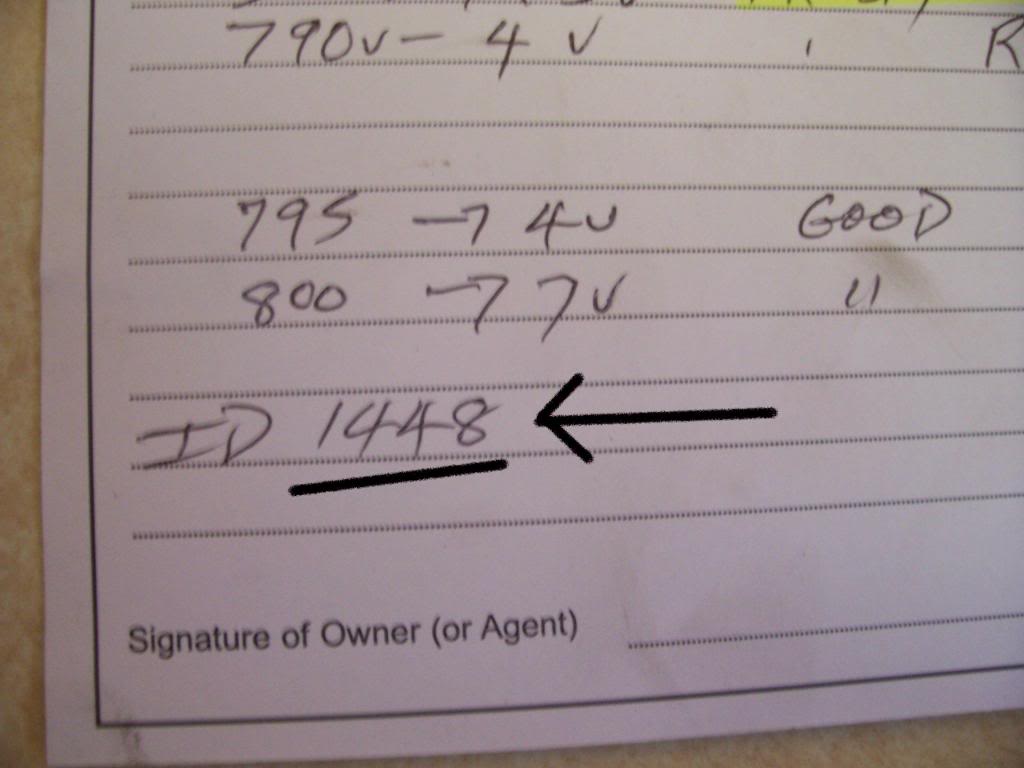 790v - 4 v ' R
795 → 4v GOOD
800 → 7v "
ID 1448
Signature of Owner (or Agent)